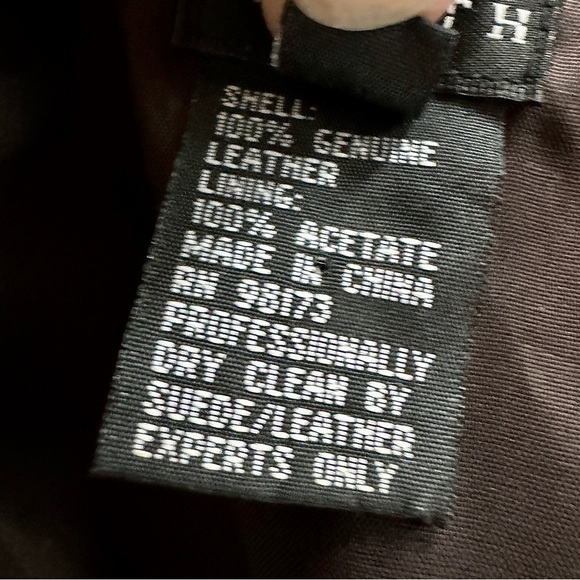 H
SHELL:
100% GENUINE
LEATHER
LINING:
100% ACETATE
MADE IN CHINA
RN 98173
PROFESSIONALLY
DRY CLEAN BY
SUEDE/LEATHER
EXPERTS ONLY